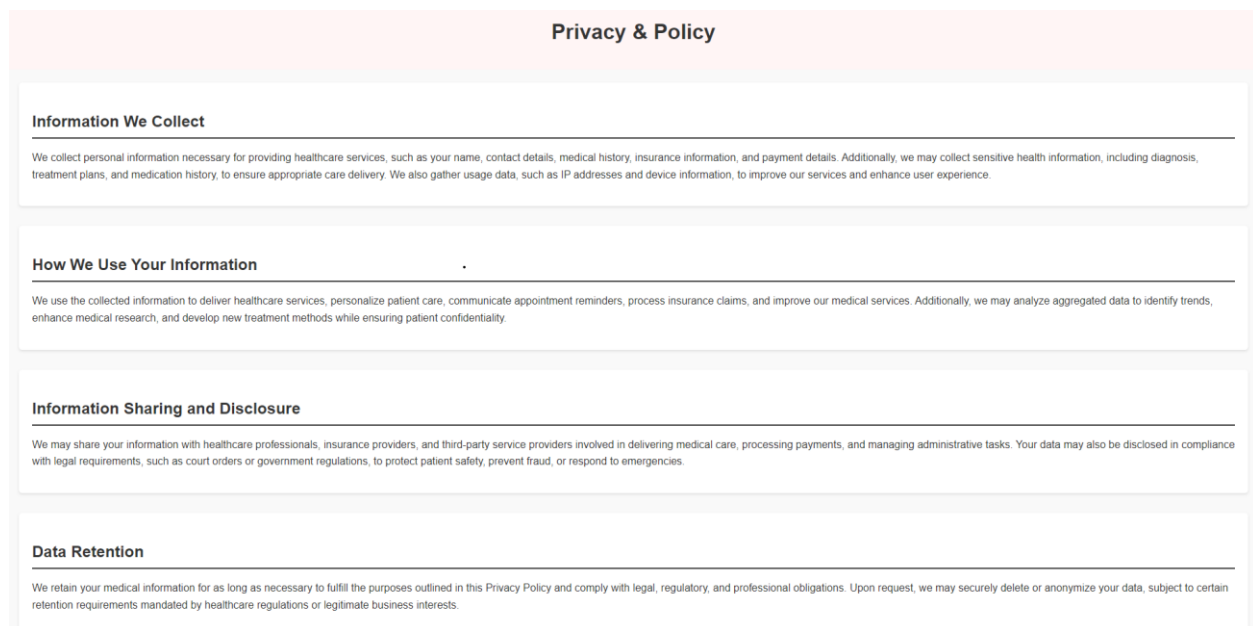 Privacy & Policy
Information We Collect
We collect personal information necessary for providing healthcare services, such as your name, contact details, medical history, insurance information, and payment details. Additionally, we may collect sensitive health information, including diagnosis,
treatment plans, and medication history, to ensure appropriate care delivery. We also gather usage data, such as IP addresses and device information, to improve our services and enhance user experience.
How We Use Your Information
We use the collected information to deliver healthcare services, personalize patient care, communicate appointment reminders, process insurance claims, and improve our medical services. Additionally, we may analyze aggregated data to identify trends,
enhance medical research, and develop new treatment methods while ensuring patient confidentiality.
Information Sharing and Disclosure
We may share your information with healthcare professionals, insurance providers, and third-party service providers involved in delivering medical care, processing payments, and managing administrative tasks. Your data may also be disclosed in compliance
with legal requirements, such as court orders or government regulations, to protect patient safety, prevent fraud, or respond to emergencies.
Data Retention
We retain your medical information for as long as necessary to fulfill the purposes outlined in this Privacy Policy and comply with legal, regulatory, and professional obligations. Upon request, we may securely delete or anonymize your data, subject to certain
retention requirements mandated by healthcare regulations or legitimate business interests.